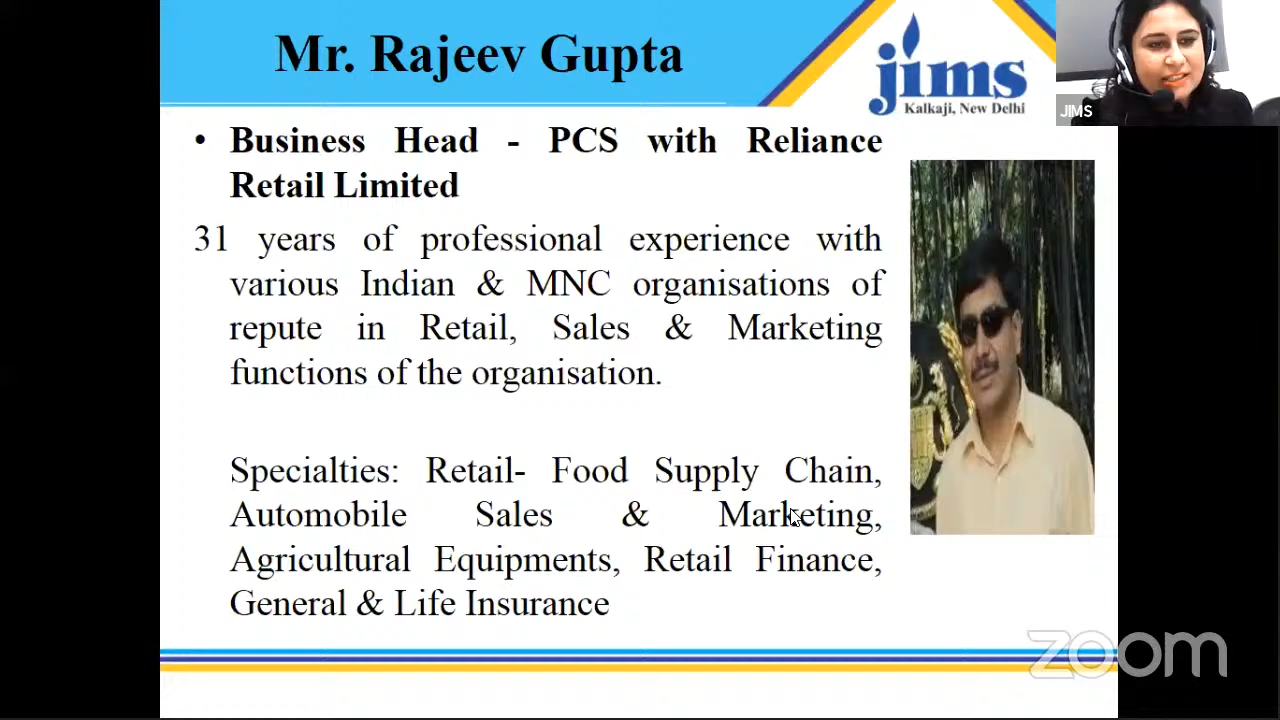 Mr. Rajeev Gupta
jims
Kalkaji, New Delhi
JIMS
• Business Head - PCS with Reliance
Retail Limited
31 years of professional experience with
various Indian & MNC organisations of
repute in Retail, Sales & Marketing
functions of the organisation.
Specialties: Retail- Food Supply Chain,
Automobile Sales & Marketing,
Agricultural Equipments, Retail Finance,
General & Life Insurance
zoom